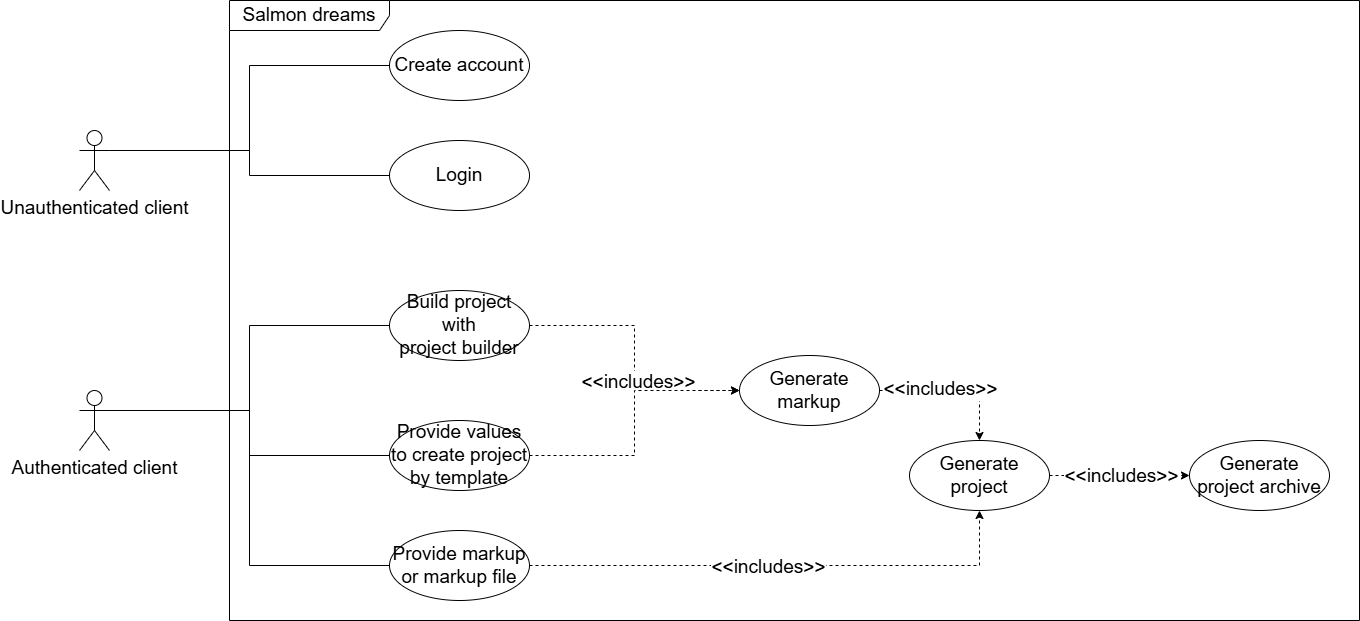 Salmon dreams
Create account
Login
Unauthenticated client
Build project
with
project builder
<<includes>>
Generate
markup
<<includes>>
Provide values
to create project
by template
Authenticated client
Generate
project
<<includes>>
Generate
project archive
Provide markup
or markup file
<<includes>>